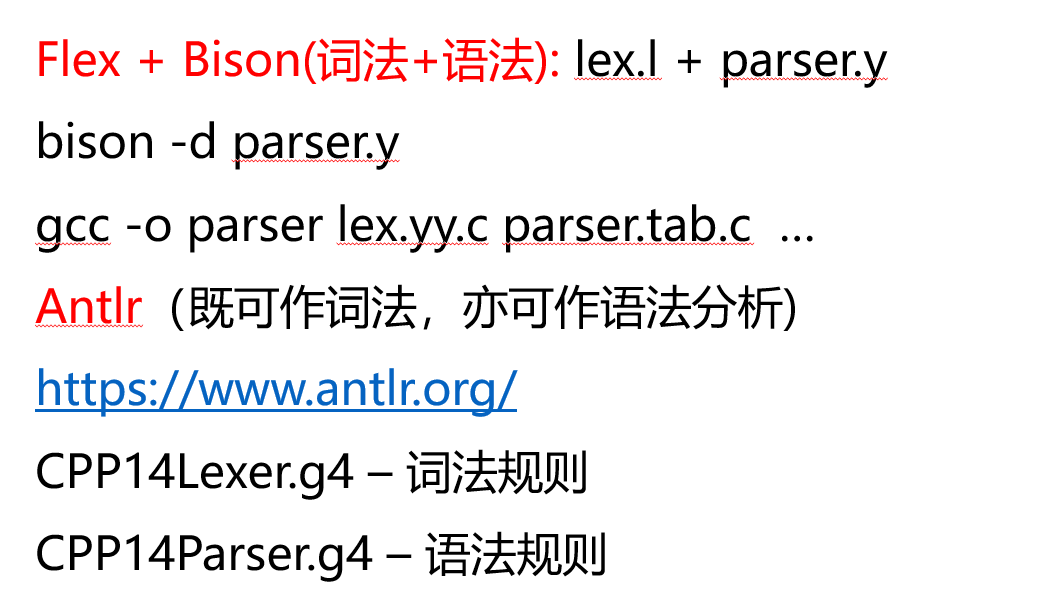 Flex + Bison(词法+语法): lex.l + parser.y
bison -d parser.y
gcc -o parser lex.yy.c parser.tab.c ...
Antlr（既可作词法，亦可作语法分析)
https://www.antlr.org/
CPP14Lexer.g4 – 词法规则
CPP14Parser.g4 – 语法规则